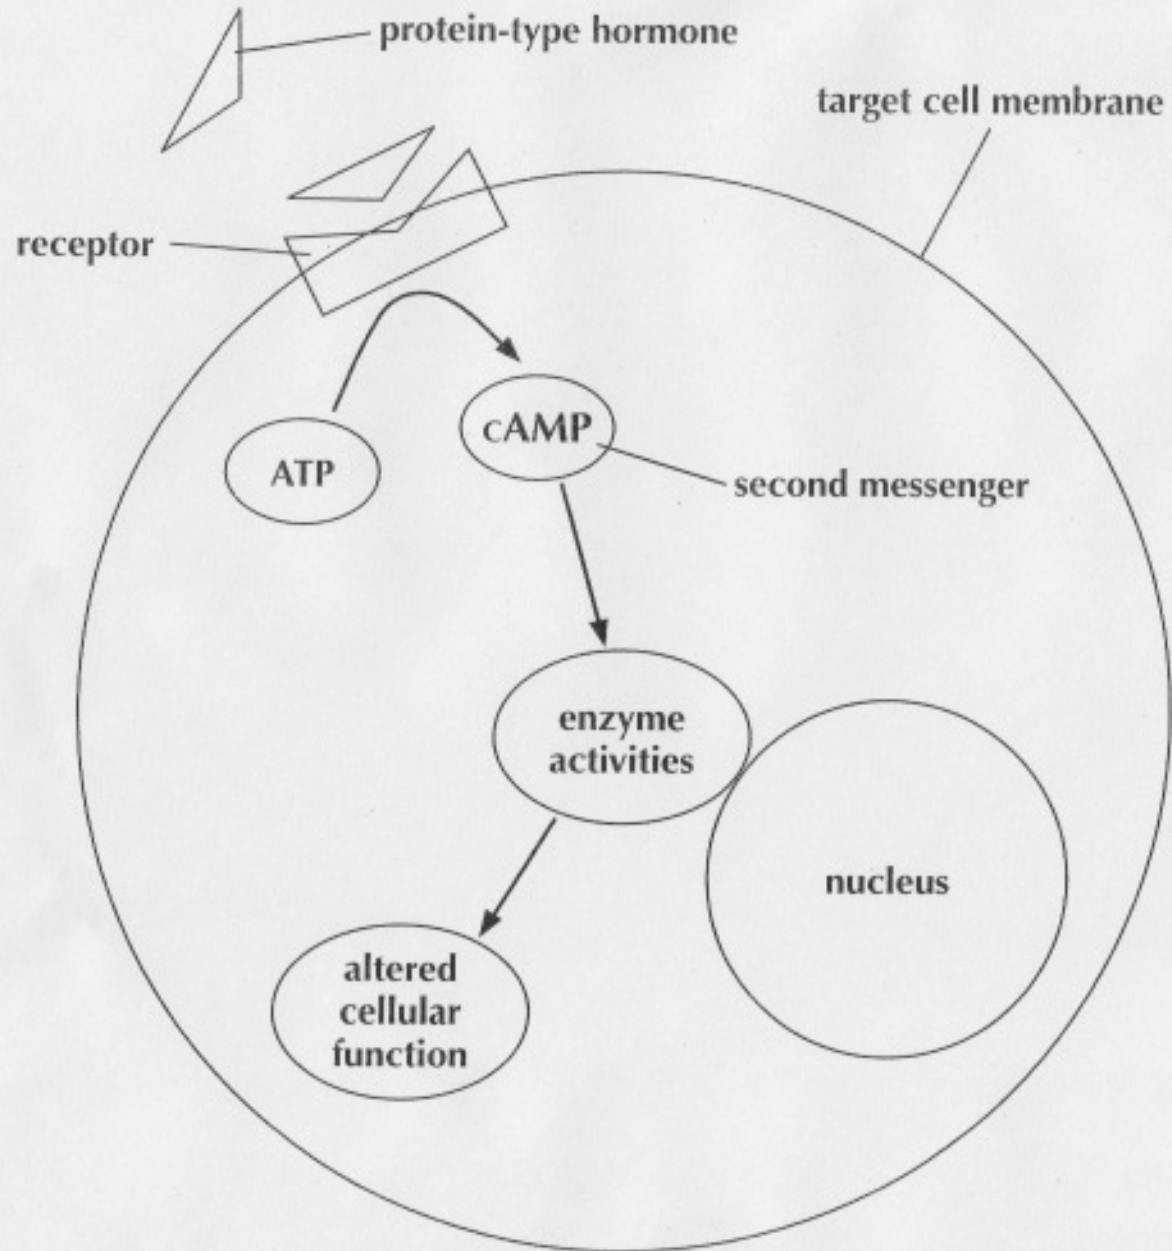 protein-type hormone
target cell membrane
receptor
cAMP
ATP
second messenger
enzyme
activities
nucleus
altered
cellular
function